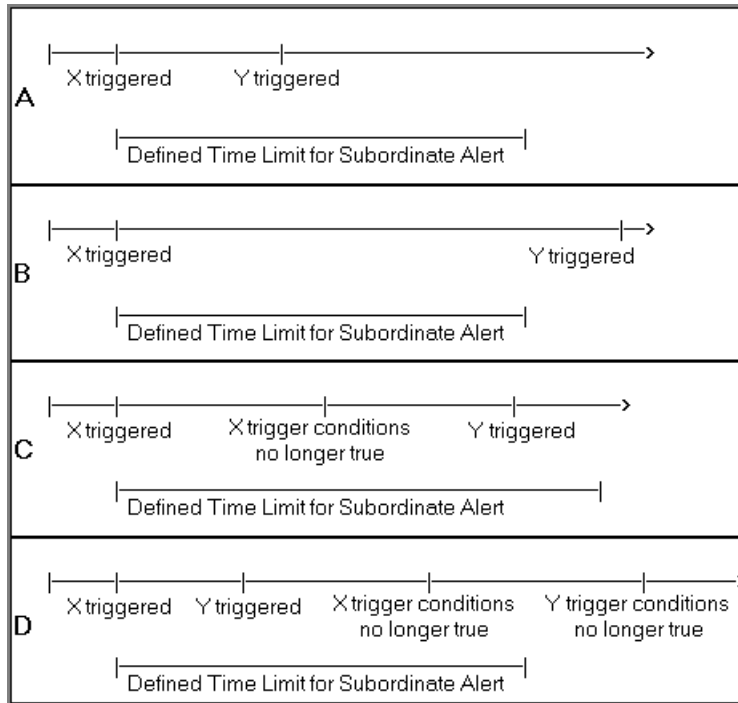 X triggered Y triggered
A
Defined Time Limit for Subordinate Alert
X triggered Y triggered
B
Defined Time Limit for Subordinate Alert
X triggered X trigger conditions Y triggered
no longer true
C
Defined Time Limit for Subordinate Alert
X triggered Y triggered X trigger conditions Y trigger conditions
no longer true no longer true
D
Defined Time Limit for Subordinate Alert